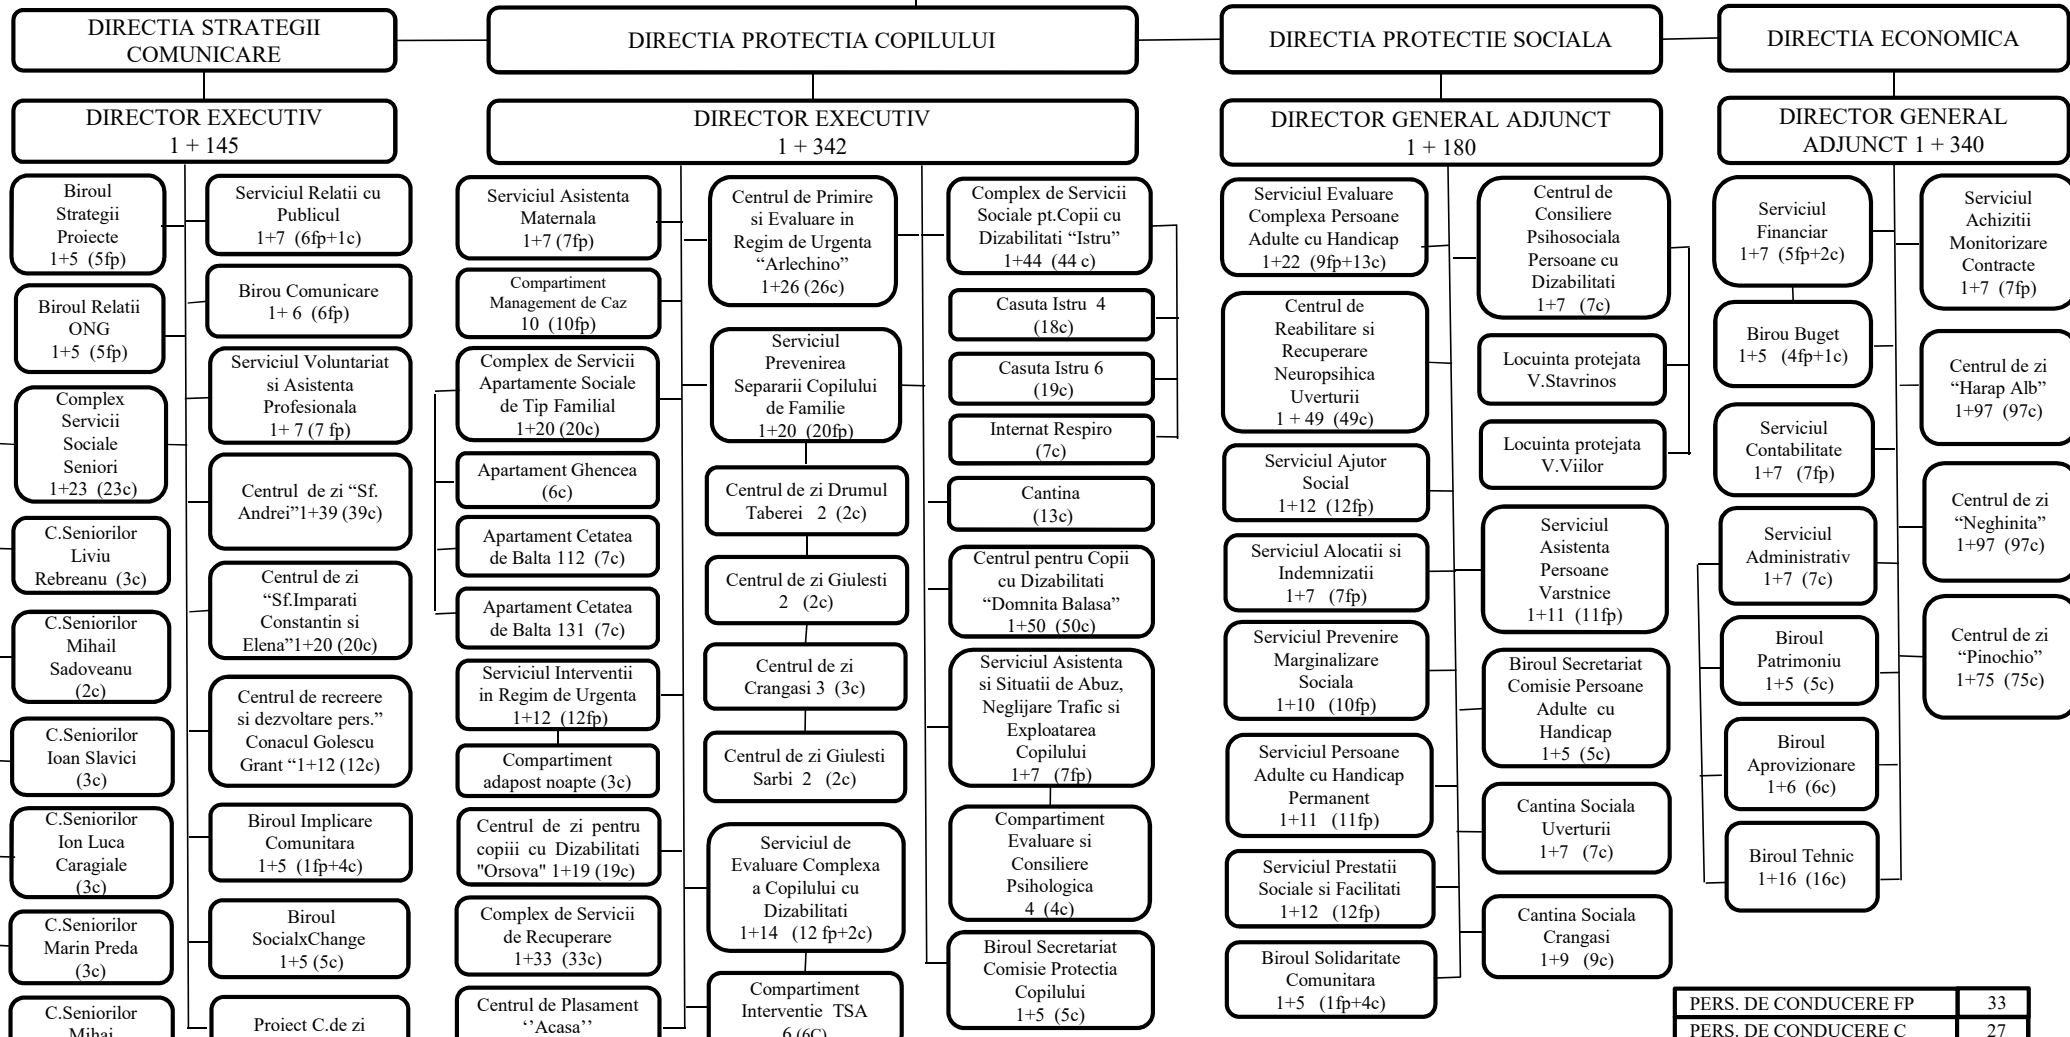 DIRECTIA STRATEGII
COMUNICARE
DIRECTIA PROTECTIA COPILULUI
DIRECTIA PROTECTIE SOCIALA
DIRECTIA ECONOMICA
DIRECTOR EXECUTIV
1 + 145
DIRECTOR EXECUTIV
1 + 342
DIRECTOR GENERAL ADJUNCT
1 + 180
DIRECTOR GENERAL
ADJUNCT 1 + 340
Biroul
Strategii
Proiecte
1+5 (5fp)
Biroul Relatii
ONG
1+5 (5fp)
Complex
Servicii
Sociale
Seniori
1+23 (23c)
C.Seniorilor
Liviu
Rebreanu (3c)
C.Seniorilor
Mihail
Sadoveanu
(2c)
C.Seniorilor
Ioan Slavici
(3c)
C.Seniorilor
Ion Luca
Caragiale
(3c)
C.Seniorilor
Marin Preda
(3c)
C.Seniorilor
Mihai
Serviciul Relatii cu
Publicul
1+7 (6fp+1c)
Birou Comunicare
1+ 6 (6fp)
Serviciul Voluntariat
si Asistenta
Profesionala
1+ 7 (7 fp)
Centrul de zi “Sf.
Andrei”1+39 (39c)
Centrul de zi
“Sf.Imparati
Constantin si
Elena”1+20 (20c)
Centrul de recreere
si dezvoltare pers.”
Conacul Golescu
Grant “1+12 (12c)
Biroul Implicare
Comunitara
1+5 (1fp+4c)
Biroul
SocialxChange
1+5 (5c)
Proiect C.de zi
Serviciul Asistenta
Maternala
1+7 (7fp)
Compartiment
Management de Caz
10 (10fp)
Complex de Servicii
Apartamente Sociale
de Tip Familial
1+20 (20c)
Apartament Ghencea
(6c)
Apartament Cetatea
de Balta 112 (7c)
Apartament Cetatea
de Balta 131 (7c)
Serviciul Interventii
in Regim de Urgenta
1+12 (12fp)
Compartiment
adapost noapte (3c)
Centrul de zi pentru
copiii cu Dizabilitati
"Orsova" 1+19 (19c)
Complex de Servicii
de Recuperare
1+33 (33c)
Centrul de Plasament
‘’Acasa’’
Centrul de Primire
si Evaluare in
Regim de Urgenta
“Arlechino”
1+26 (26c)
Serviciul
Prevenirea
Separarii Copilului
de Familie
1+20 (20fp)
Centrul de zi Drumul
Taberei 2 (2c)
Centrul de zi Giulesti
2 (2c)
Centrul de zi
Crangasi 3 (3c)
Centrul de zi Giulesti
Sarbi 2 (2c)
Serviciul de
Evaluare Complexa
a Copilului cu
Dizabilitati
1+14 (12 fp+2c)
Compartiment
Interventie TSA
6 (6C)
Complex de Servicii
Sociale pt.Copii cu
Dizabilitati “Istru”
1+44 (44 c)
Casuta Istru 4
(18c)
Casuta Istru 6
(19c)
Internat Respiro
(7c)
Cantina
(13c)
Centrul pentru Copii
cu Dizabilitati
“Domnita Balasa”
1+50 (50c)
Serviciul Asistenta
si Situatii de Abuz,
Neglijare Trafic si
Exploatarea
Copilului
1+7 (7fp)
Compartiment
Evaluare si
Consiliere
Psihologica
4 (4c)
Biroul Secretariat
Comisie Protectia
Copilului
1+5 (5c)
Serviciul Evaluare
Complexa Persoane
Adulte cu Handicap
1+22 (9fp+13c)
Centrul de
Reabilitare si
Recuperare
Neuropsihica
Uverturii
1 + 49 (49c)
Serviciul Ajutor
Social
1+12 (12fp)
Serviciul Alocatii si
Indemnizatii
1+7 (7fp)
Serviciul Prevenire
Marginalizare
Sociala
1+10 (10fp)
Serviciul Persoane
Adulte cu Handicap
Permanent
1+11 (11fp)
Serviciul Prestatii
Sociale si Facilitati
1+12 (12fp)
Biroul Solidaritate
Comunitara
1+5 (1fp+4c)
Centrul de
Consiliere
Psihosociala
Persoane cu
Dizabilitati
1+7 (7c)
Locuinta protejata
V.Stavrinos
Locuinta protejata
V.Viilor
Serviciul
Asistenta
Persoane
Varstnice
1+11 (11fp)
Biroul Secretariat
Comisie Persoane
Adulte cu
Handicap
1+5 (5c)
Cantina Sociala
Uverturii
1+7 (7c)
Cantina Sociala
Crangasi
1+9 (9c)
Serviciul
Financiar
1+7 (5fp+2c)
Birou Buget
1+5 (4fp+1c)
Serviciul
Contabilitate
1+7 (7fp)
Serviciul
Administrativ
1+7 (7c)
Biroul
Patrimoniu
1+5 (5c)
Biroul
Aprovizionare
1+6 (6c)
Biroul Tehnic
1+16 (16c)
Serviciul
Achizitii
Monitorizare
Contracte
1+7 (7fp)
Centrul de zi
“Harap Alb”
1+97 (97c)
Centrul de zi
“Neghinita”
1+97 (97c)
Centrul de zi
“Pinochio”
1+75 (75c)
PERS. DE CONDUCERE FP 33
PERS. DE CONDUCERE C 27